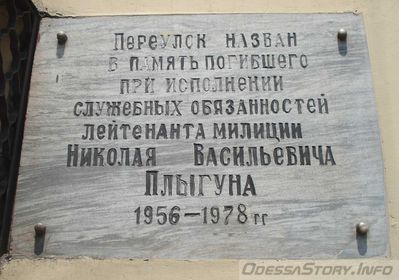 Переулок назван
в память погибшего
при исполнении
служебных обязанностей
лейтенанта милиции
Николая Васильевича
Плыгуна
1956-1978 гг
OdessaStory.Info